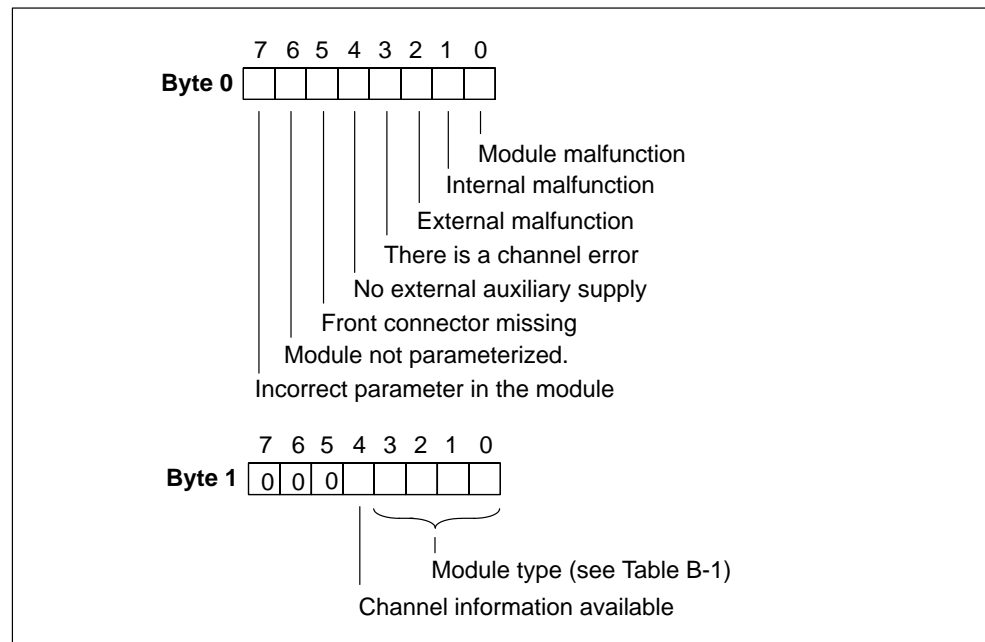 7 6 5 4 3 2 1 0
Byte 0
Module malfunction
Internal malfunction
External malfunction
There is a channel error
No external auxiliary supply
Front connector missing
Module not parameterized.
Incorrect parameter in the module
7 6 5 4 3 2 1 0
Byte 1 0 0 0
Module type (see Table B-1)
Channel information available